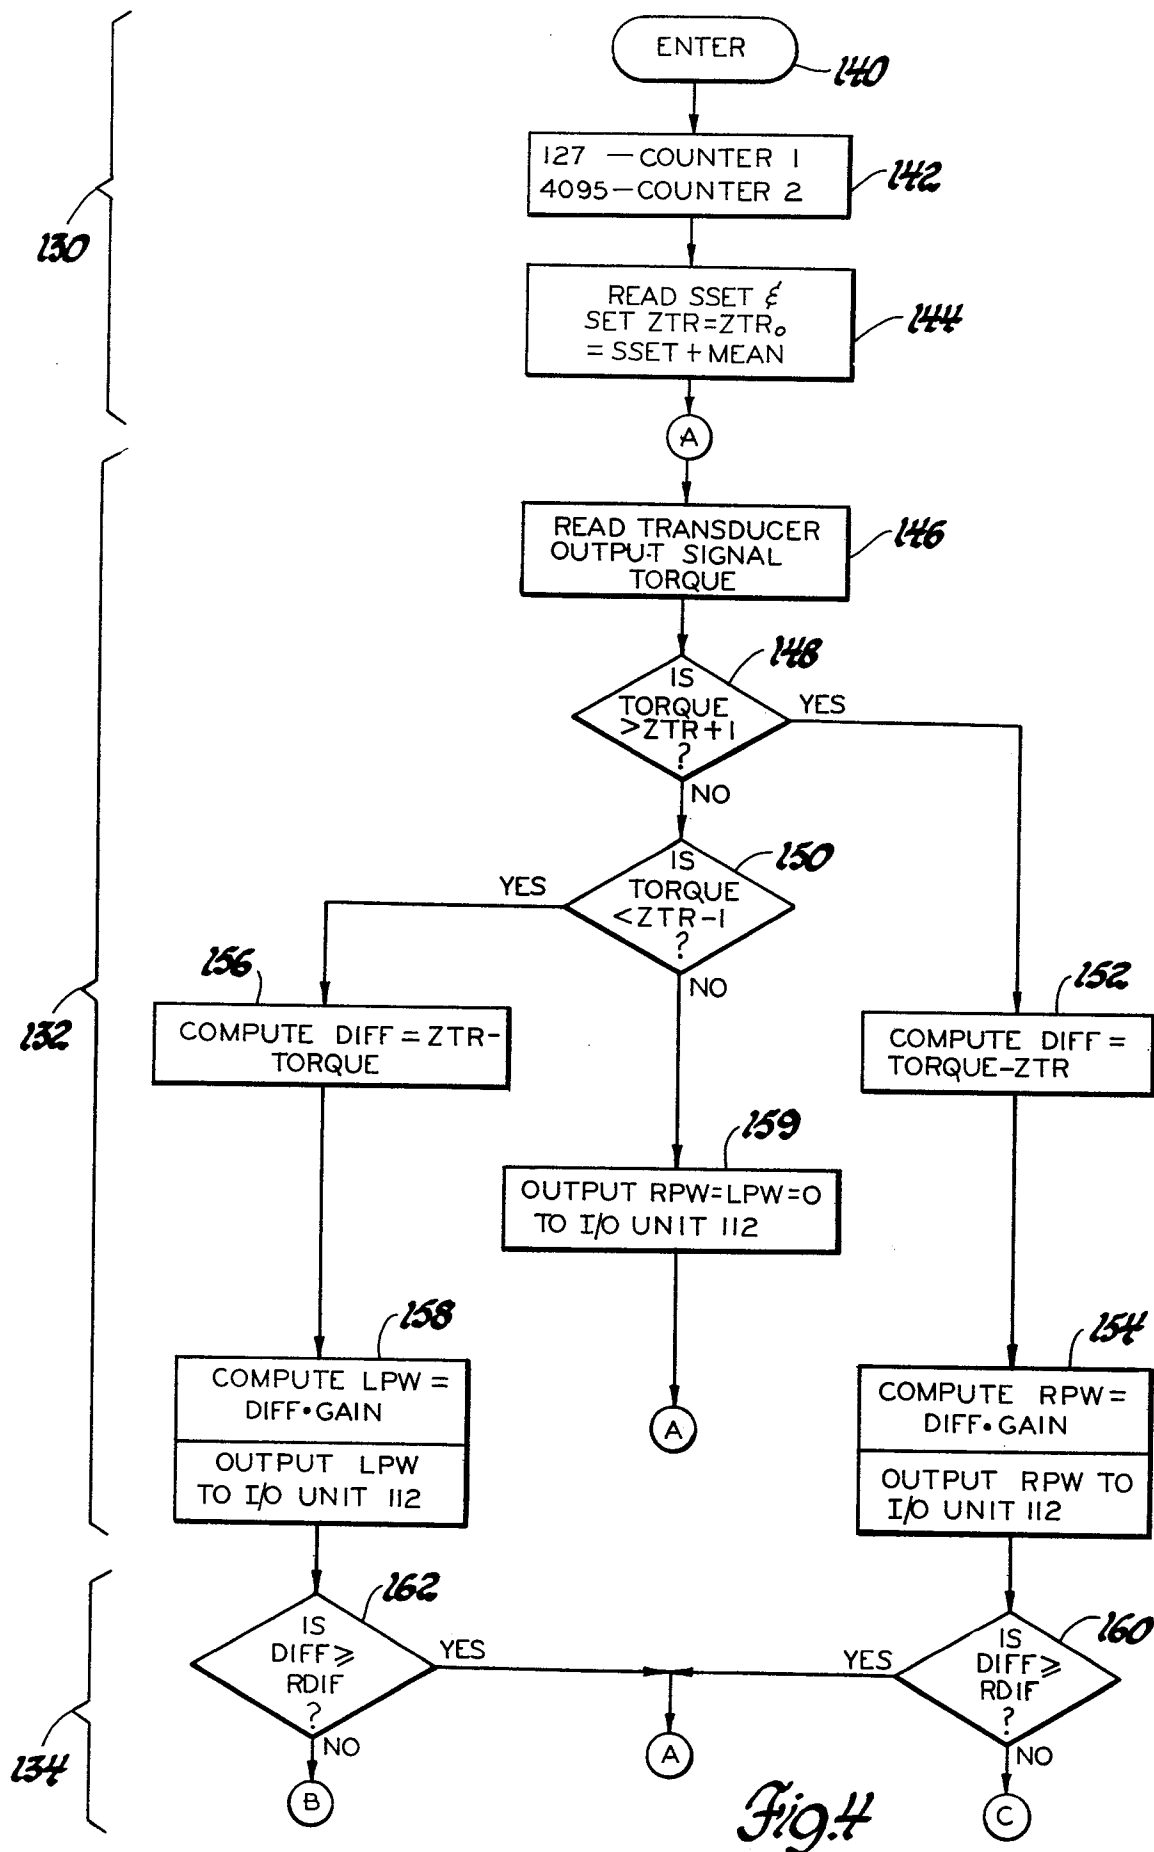 ENTER
140
127 — COUNTER 1
4095—COUNTER 2
142
130
READ SSET &
SET ZTR=ZTR₀
= SSET + MEAN
144
A
READ TRANSDUCER
OUTPUT SIGNAL
TORQUE
146
148
IS
TORQUE
>ZTR+1
?
YES
NO
150
IS
TORQUE
<ZTR-1
?
YES
NO
156
COMPUTE DIFF = ZTR-
TORQUE
152
COMPUTE DIFF =
TORQUE-ZTR
132
159
OUTPUT RPW=LPW=0
TO I/O UNIT 112
A
158
COMPUTE LPW =
DIFF•GAIN
OUTPUT LPW
TO I/O UNIT 112
154
COMPUTE RPW=
DIFF•GAIN
OUTPUT RPW TO
I/O UNIT 112
162
IS
DIFF≥
RDIF
?
YES
NO
B
160
IS
DIFF≥
RDIF
?
YES
NO
C
A
134
Fig.4